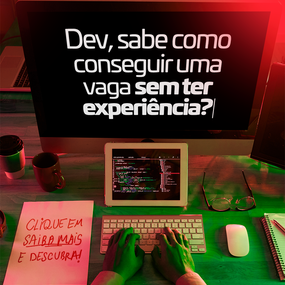 Dev, sabe como
conseguir uma
vaga sem ter
experiência?
CLIQUE EM
SAIBA MAIS
E DESCUBRA!